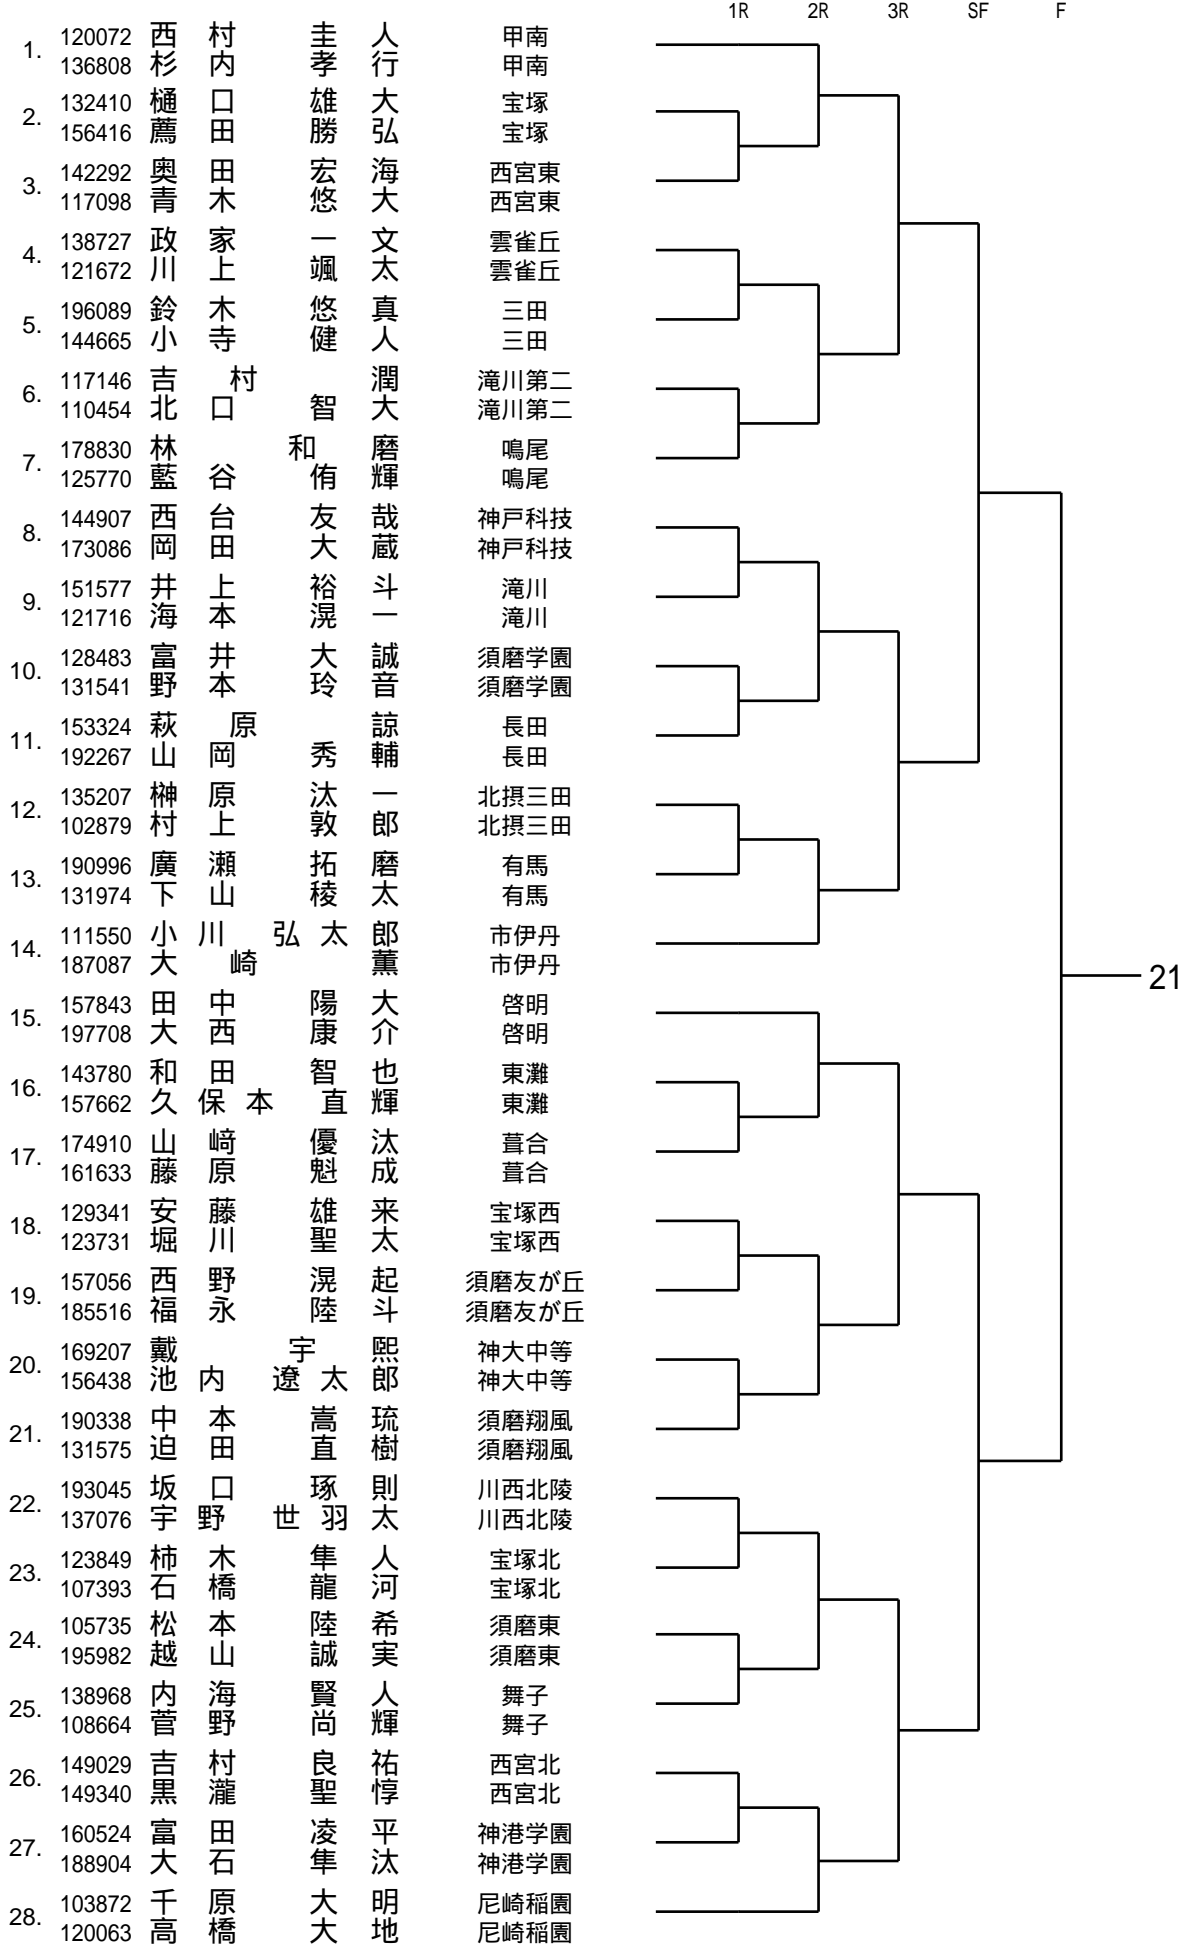 1R 2R 3R SF F
1. 120072 西村 圭人 甲南
136808 杉内 孝行 甲南
2. 132410 樋口 雄大 宝塚
156416 薦田 勝弘 宝塚
3. 142292 奥田 宏海 西宮東
117098 青木 悠大 西宮東
4. 138727 政家 一文 雲雀丘
121672 川上 颯太 雲雀丘
5. 196089 鈴木 悠真 三田
144665 小寺 健人 三田
6. 117146 吉村 潤 滝川第二
110454 北口 智大 滝川第二
7. 178830 林 和磨 鳴尾
125770 藍谷 侑輝 鳴尾
8. 144907 西台 友哉 神戸科技
173086 岡田 大蔵 神戸科技
9. 151577 井上 裕斗 滝川
121716 海本 滉一 滝川
10. 128483 富井 大誠 須磨学園
131541 野本 玲音 須磨学園
11. 153324 萩原 諒 長田
192267 山岡 秀輔 長田
12. 135207 榊原 汰一 北摂三田
102879 村上 敦郎 北摂三田
13. 190996 廣瀬 拓磨 有馬
131974 下山 稜太 有馬
14. 111550 小川 弘太郎 市伊丹
187087 大崎 薫 市伊丹
21
15. 157843 田中 陽大 啓明
197708 大西 康介 啓明
16. 143780 和田 智也 東灘
157662 久保本 直輝 東灘
17. 174910 山﨑 優汰 葺合
161633 藤原 魁成 葺合
18. 129341 安藤 雄来 宝塚西
123731 堀川 聖太 宝塚西
19. 157056 西野 滉起 須磨友が丘
185516 福永 陸斗 須磨友が丘
20. 169207 戴 宇熙 神大中等
156438 池内 遼太郎 神大中等
21. 190338 中本 嵩琉 須磨翔風
131575 迫田 直樹 須磨翔風
22. 193045 坂口 琢則 川西北陵
137076 宇野 世羽太 川西北陵
23. 123849 柿木 隼人 宝塚北
107393 石橋 龍河 宝塚北
24. 105735 松本 陸希 須磨東
195982 越山 誠実 須磨東
25. 138968 内海 賢人 舞子
108664 菅野 尚輝 舞子
26. 149029 吉村 良祐 西宮北
149340 黒瀧 聖惇 西宮北
27. 160524 富田 凌平 神港学園
188904 大石 隼汰 神港学園
28. 103872 千原 大明 尼崎稲園
120063 高橋 大地 尼崎稲園